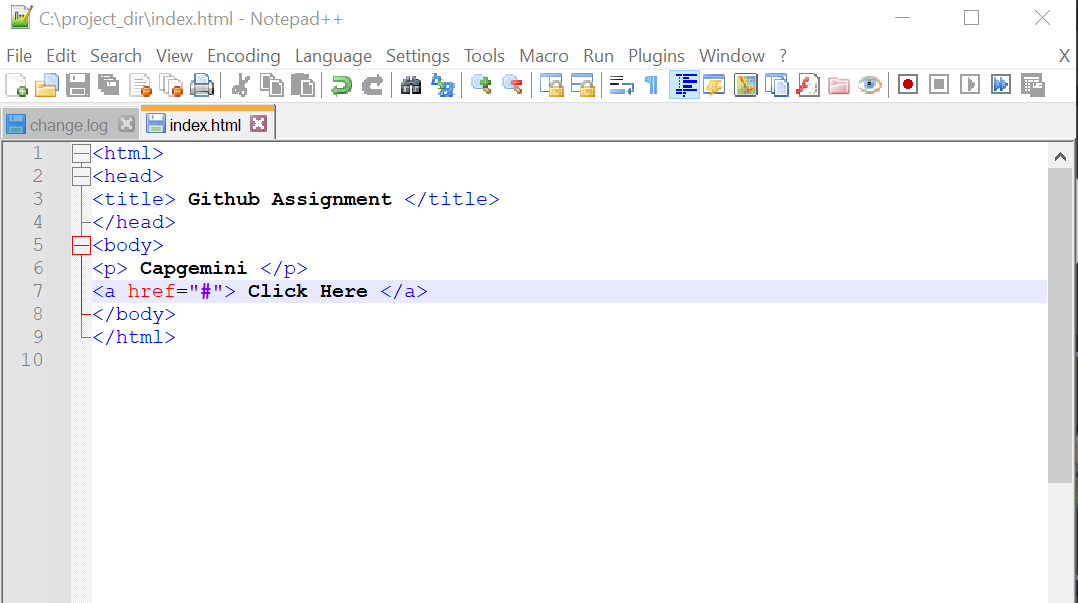 C:\project_dir\index.html - Notepad++
File Edit Search View Encoding Language Settings Tools Macro Run Plugins Window ? X
change.log index.html
1 <html>
2 <head>
3 <title> Github Assignment </title>
4 </head>
5 <body>
6 <p> Capgemini </p>
7 <a href="#"> Click Here </a>
8 </body>
9 </html>
10